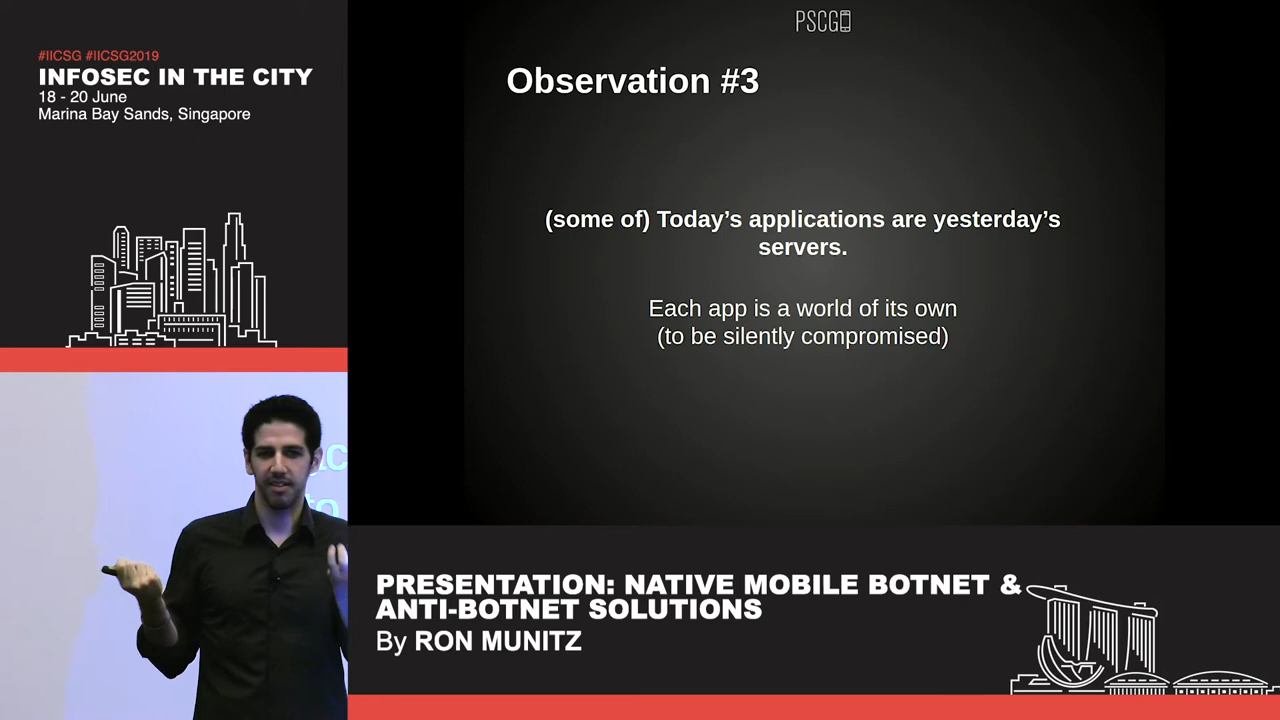 #IICSG #IICSG2019
INFOSEC IN THE CITY
18 - 20 June
Marina Bay Sands, Singapore
PSCG
Observation #3
(some of) Today's applications are yesterday's
servers.
Each app is a world of its own
(to be silently compromised)
ac
to
PRESENTATION: NATIVE MOBILE BOTNET &
ANTI-BOTNET SOLUTIONS
By RON MUNITZ